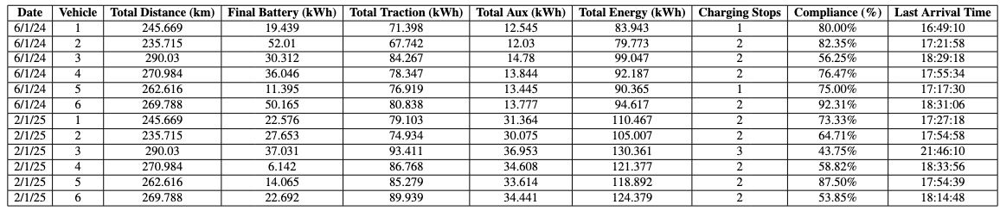 Date Vehicle Total Distance (km) Final Battery (kWh) Total Traction (kWh) Total Aux (kWh) Total Energy (kWh) Charging Stops Compliance (%) Last Arrival Time
6/1/24 1 245.669 19.439 71.398 12.545 83.943 1 80.00% 16:49:10
6/1/24 2 235.715 52.01 67.742 12.03 79.773 2 82.35% 17:21:58
6/1/24 3 290.03 30.312 84.267 14.78 99.047 2 56.25% 18:29:18
6/1/24 4 270.984 36.046 78.347 13.844 92.187 2 76.47% 17:55:34
6/1/24 5 262.616 11.395 76.919 13.445 90.365 1 75.00% 17:17:30
6/1/24 6 269.788 50.165 80.838 13.777 94.617 2 92.31% 18:31:06
2/1/25 1 245.669 22.576 79.103 31.364 110.467 2 73.33% 17:27:18
2/1/25 2 235.715 27.653 74.934 30.075 105.007 2 64.71% 17:54:58
2/1/25 3 290.03 37.031 93.411 36.953 130.361 3 43.75% 21:46:10
2/1/25 4 270.984 6.142 86.768 34.608 121.377 2 58.82% 18:33:56
2/1/25 5 262.616 14.065 85.279 33.614 118.892 2 87.50% 17:54:39
2/1/25 6 269.788 22.692 89.939 34.441 124.379 2 53.85% 18:14:48